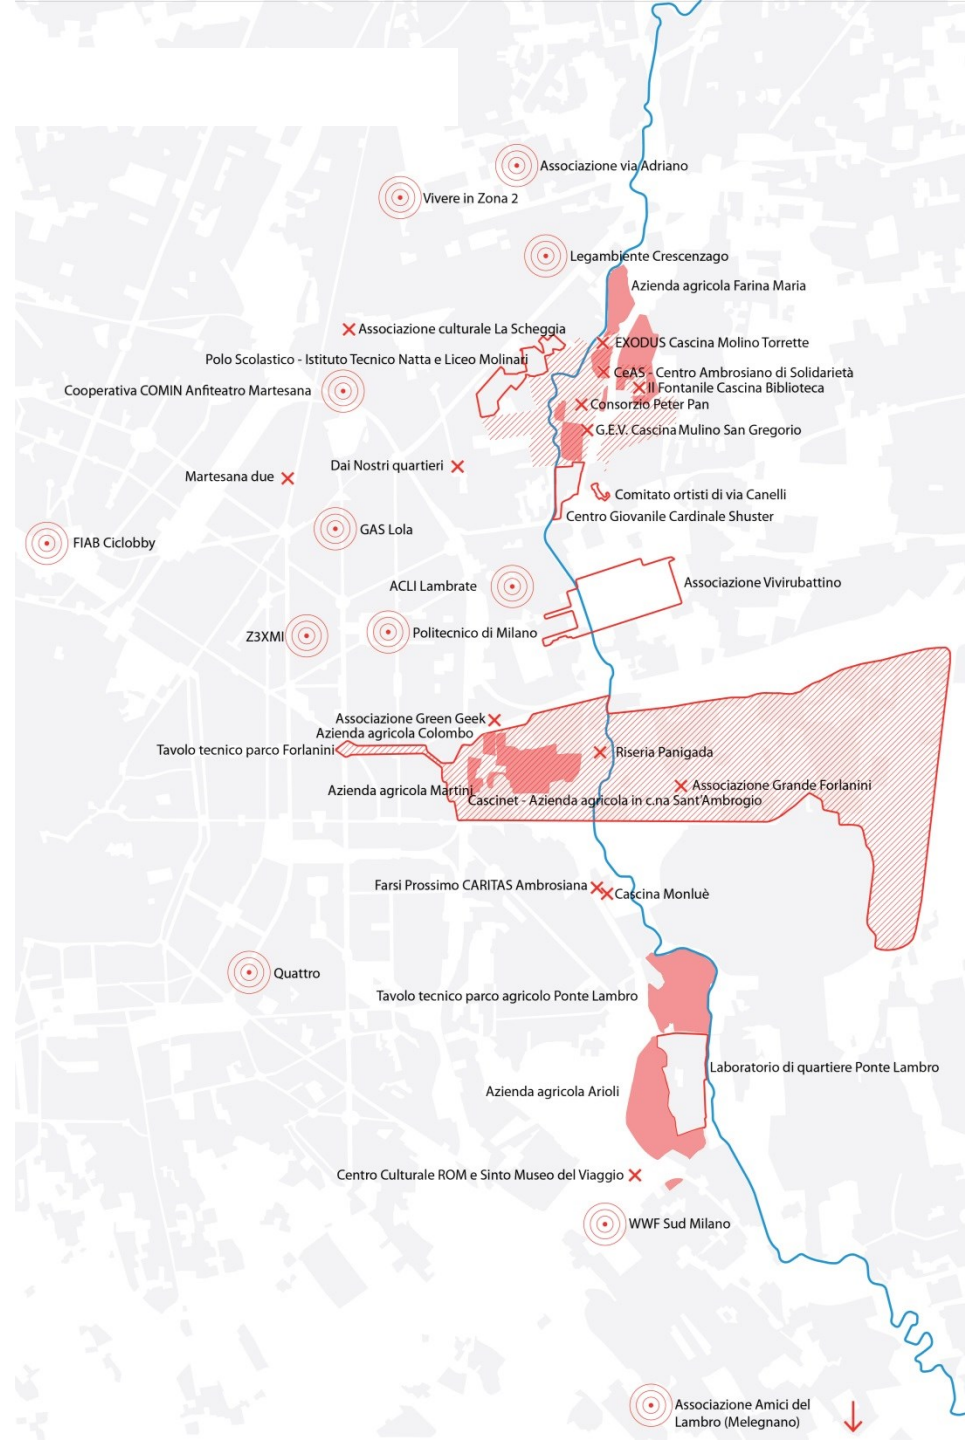 Associazione via Adriano
Vivere in Zona 2
Legambiente Crescenzago
Azienda agricola Farina Maria
Associazione culturale La Scheggia
EXODUS Cascina Molino Torrette
Polo Scolastico - Istituto Tecnico Natta e Liceo Molinari
CeAS - Centro Ambrosiano di Solidarietà
Cooperativa COMIN Anfiteatro Martesana
Il Fontanile Cascina Biblioteca
Consorzio Peter Pan
G.E.V. Cascina Mulino San Gregorio
Dai Nostri quartieri
Martesana due
Comitato ortisti di via Canelli
Centro Giovanile Cardinale Shuster
GAS Lola
FIAB Ciclobby
Associazione Vivirubattino
ACLI Lambrate
Z3XMI
Politecnico di Milano
Associazione Green Geek
Azienda agricola Colombo
Tavolo tecnico parco Forlanini
Riseria Panigada
Associazione Grande Forlanini
Azienda agricola Martini
Cascinet - Azienda agricola in c.na Sant'Ambrogio
Farsi Prossimo CARITAS Ambrosiana
Cascina Monluè
Quattro
Tavolo tecnico parco agricolo Ponte Lambro
Laboratorio di quartiere Ponte Lambro
Azienda agricola Arioli
Centro Culturale ROM e Sinto Museo del Viaggio
WWF Sud Milano
Associazione Amici del
Lambro (Melegnano)